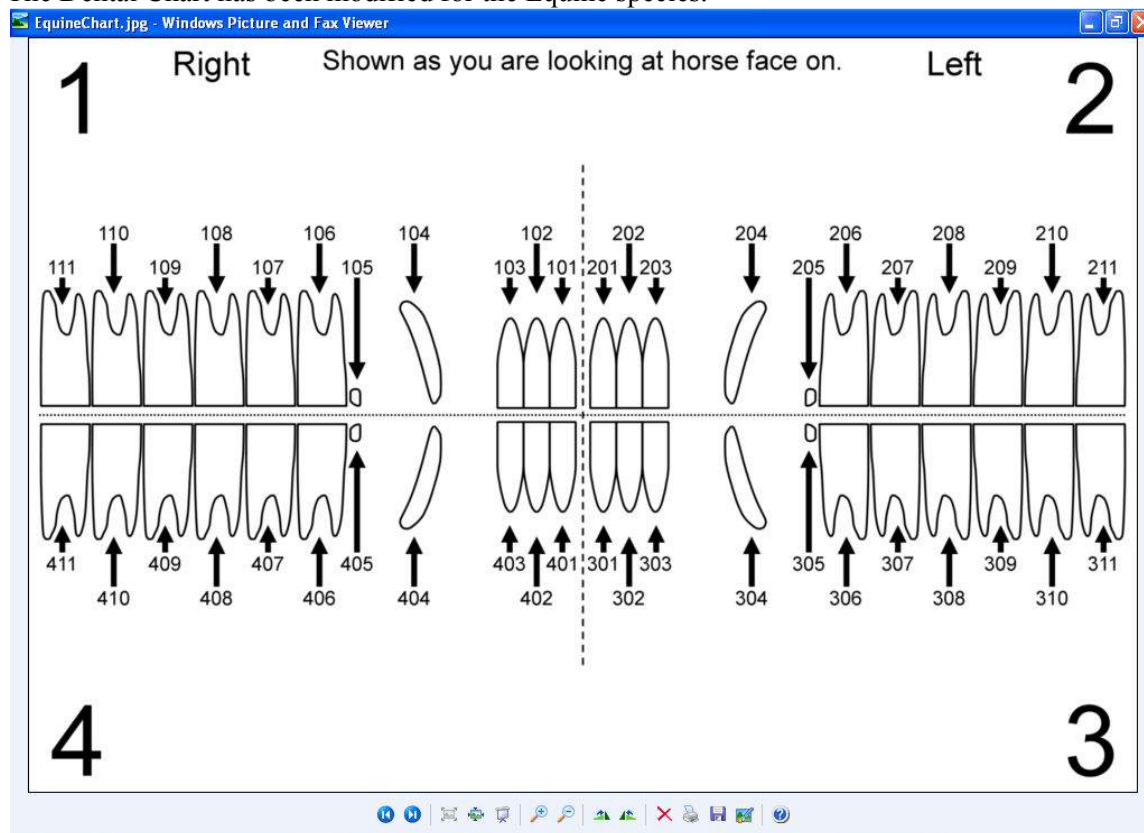 The Dental Chart has been modified for the Equine species.
EquineChart.jpg - Windows Picture and Fax Viewer
1 Right Shown as you are looking at horse face on. Left 2
110 108 106 104 102 202 204 206 208 210
111 109 107 105 103 101 201 203 205 207 209 211
411 409 407 405 403 401 301 303 305 307 309 311
410 408 406 404 402 302 304 306 308 310
4 3